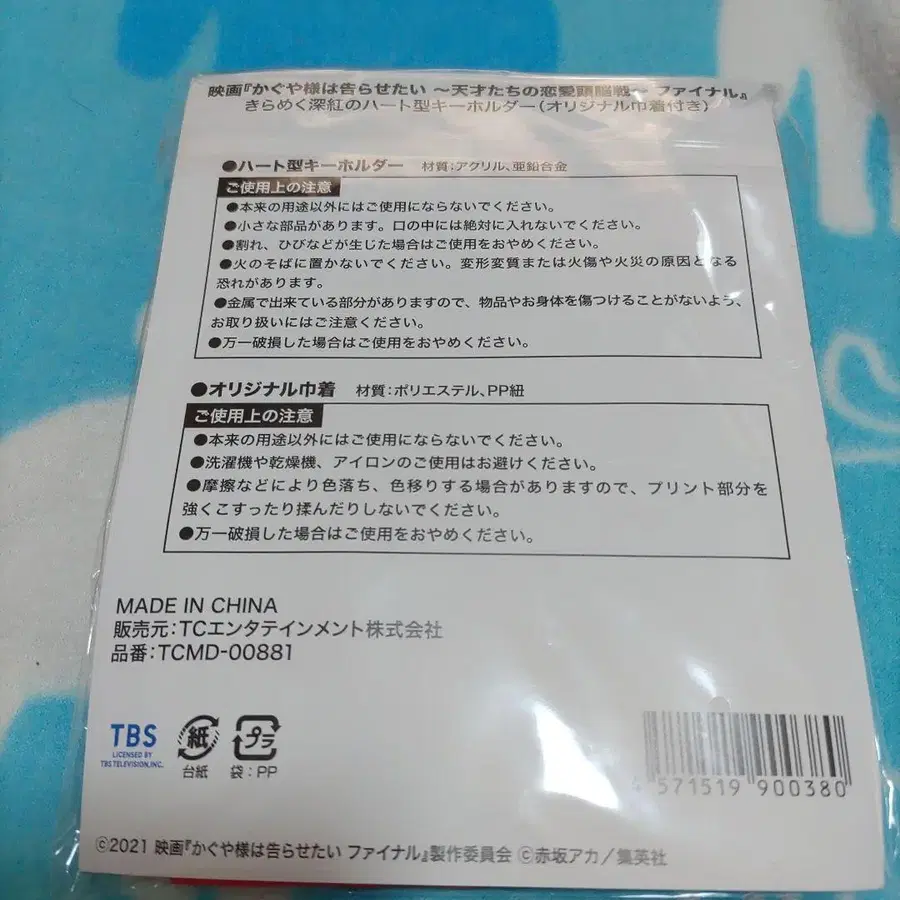 映画『かぐや様は告らせたい ～天才たちの恋愛頭脳戦～ ファイナル』
きらめく深紅のハート型キーホルダー（オリジナル巾着付き）
●ハート型キーホルダー 材質：アクリル、亜鉛合金
ご使用上の注意
●本来の用途以外にはご使用にならないでください。
●小さな部品があります。口の中には絶対に入れないでください。
●割れ、ひびなどが生じた場合はご使用をおやめください。
●火のそばに置かないでください。変形変質または火傷や火災の原因となる
恐れがあります。
●金属で出来ている部分がありますので、物品やお身体を傷つけることがないよう、
お取り扱いにはご注意ください。
●万一破損した場合はご使用をおやめください。
●オリジナル巾着 材質：ポリエステル、PP紐
ご使用上の注意
●本来の用途以外にはご使用にならないでください。
●洗濯機や乾燥機、アイロンのご使用はお避けください。
●摩擦などにより色落ち、色移りする場合がありますので、プリント部分を
強くこすったり揉んだりしないでください。
●万一破損した場合はご使用をおやめください。
MADE IN CHINA
販売元：TCエンタテインメント株式会社
品番：TCMD-00881
TBS
LICENSED BY
TBS TELEVISION, INC.
紙
台紙
プラ
袋：PP
4 571519 900380
©2021 映画『かぐや様は告らせたい ファイナル』製作委員会 ©赤坂アカ／集英社